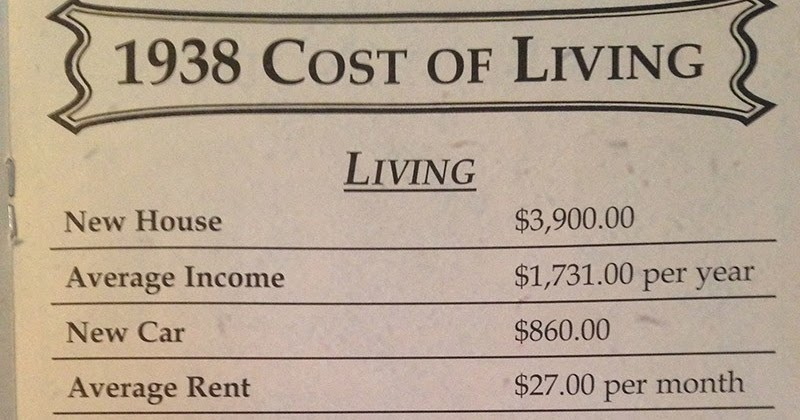 1938 COST OF LIVING
LIVING
New House $3,900.00
Average Income $1,731.00 per year
New Car $860.00
Average Rent $27.00 per month